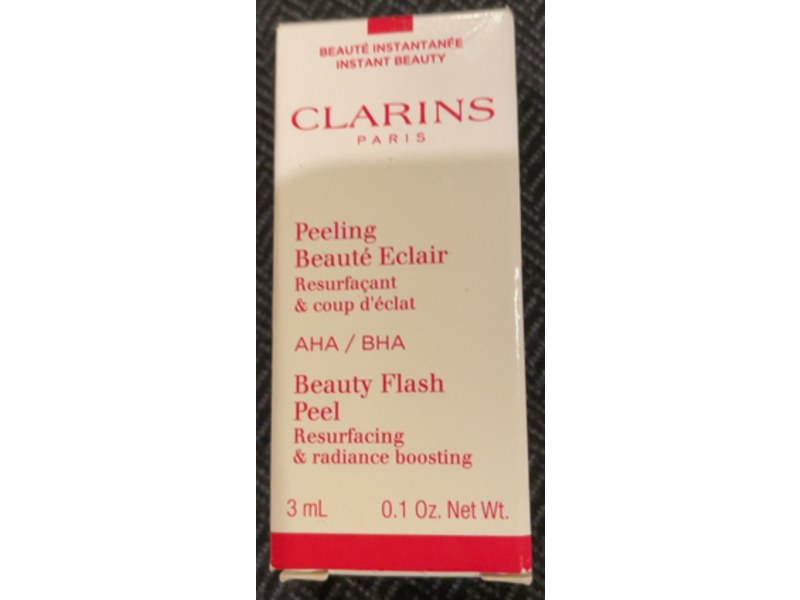 BEAUTÉ INSTANTANÉE
INSTANT BEAUTY
CLARINS
PARIS
Peeling
Beauté Eclair
Resurfaçant
& coup d'éclat
AHA / BHA
Beauty Flash
Peel
Resurfacing
& radiance boosting
3 mL 0.1 Oz. Net Wt.